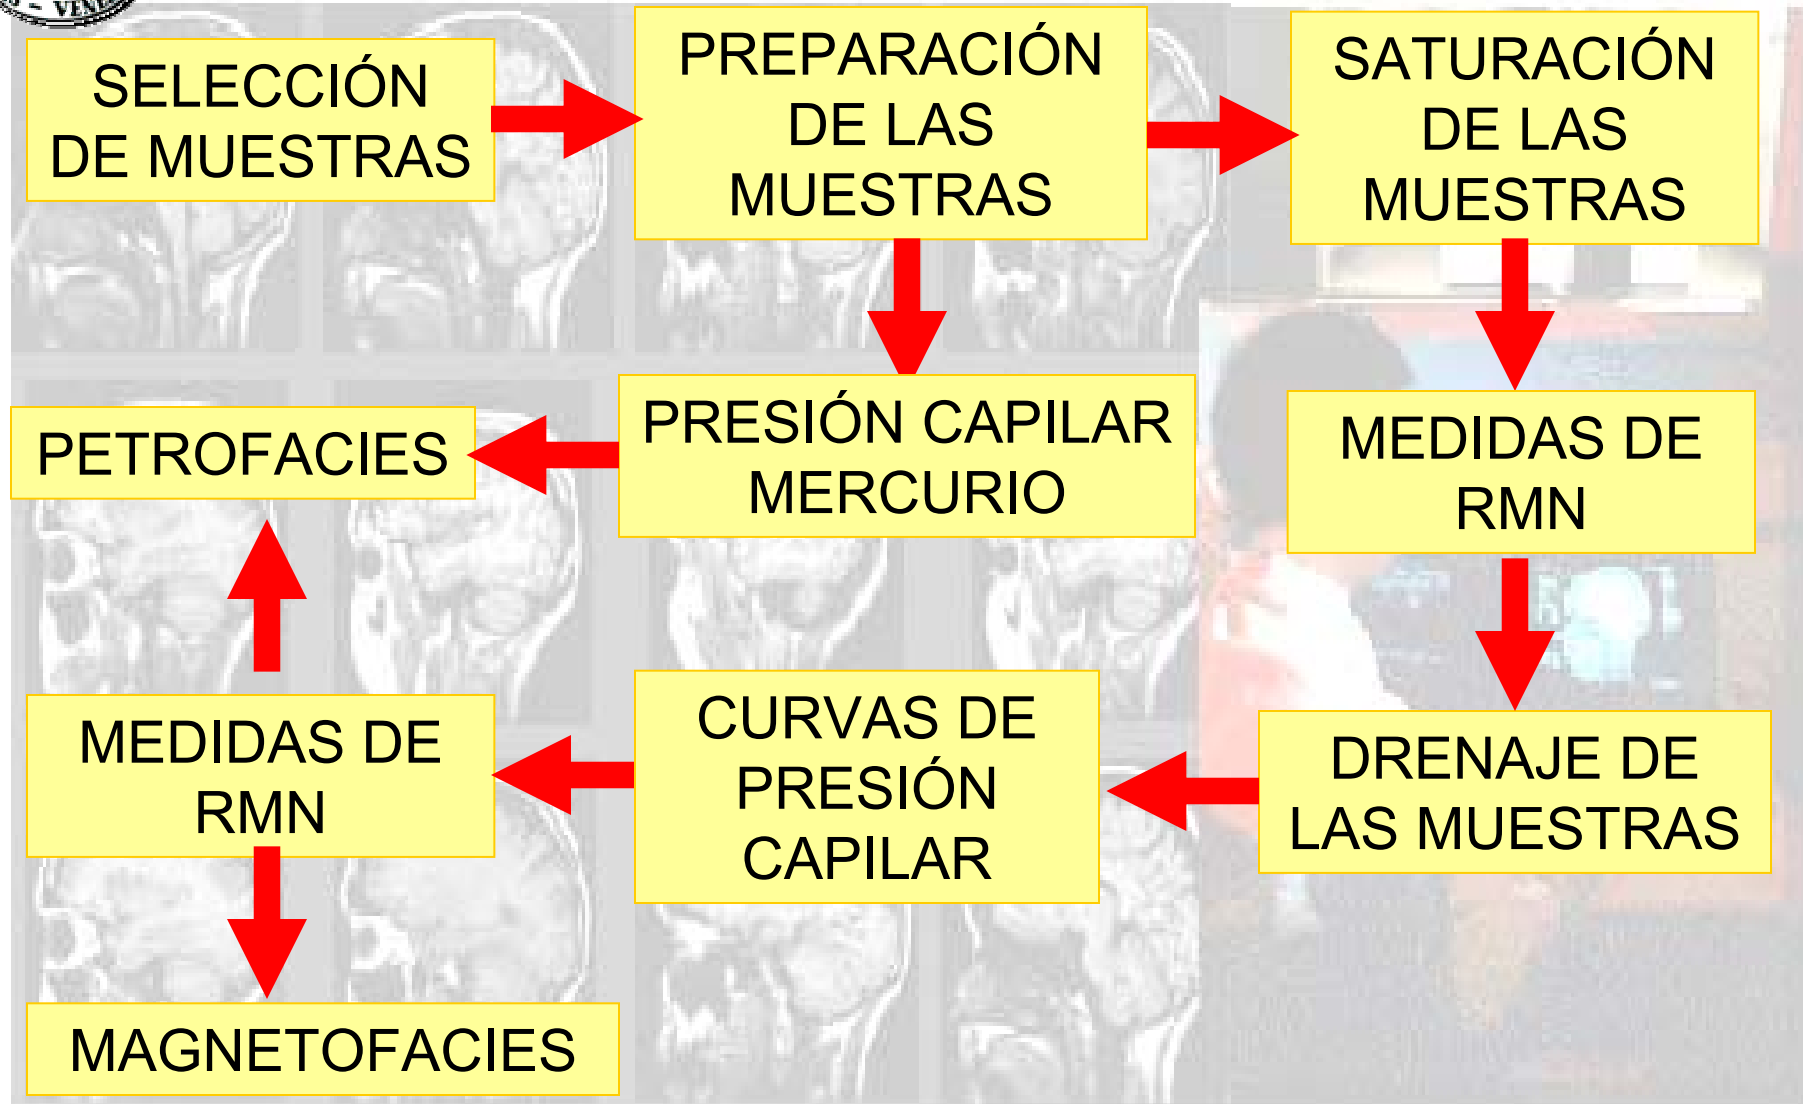 - VENE
SELECCIÓN
DE MUESTRAS
PREPARACIÓN
DE LAS
MUESTRAS
SATURACIÓN
DE LAS
MUESTRAS
PETROFACIES
PRESIÓN CAPILAR
MERCURIO
MEDIDAS DE
RMN
MEDIDAS DE
RMN
CURVAS DE
PRESIÓN
CAPILAR
DRENAJE DE
LAS MUESTRAS
MAGNETOFACIES